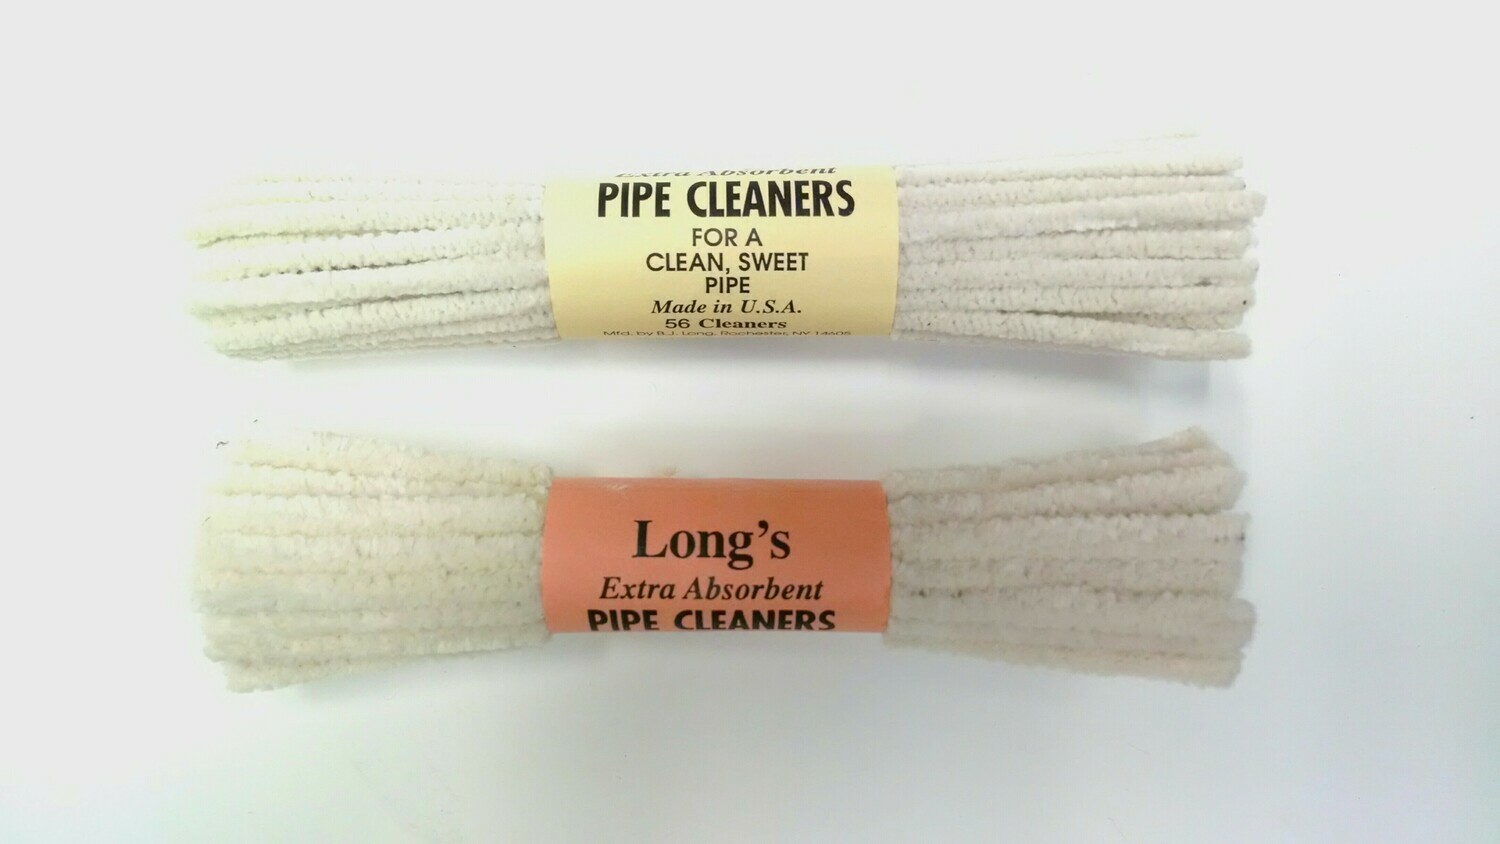 Extra Absorbent
PIPE CLEANERS
FOR A
CLEAN, SWEET
PIPE
Made in U.S.A.
56 Cleaners
Mfd. by B.J. Long, Rochester, NY 14605
Long's
Extra Absorbent
PIPE CLEANERS